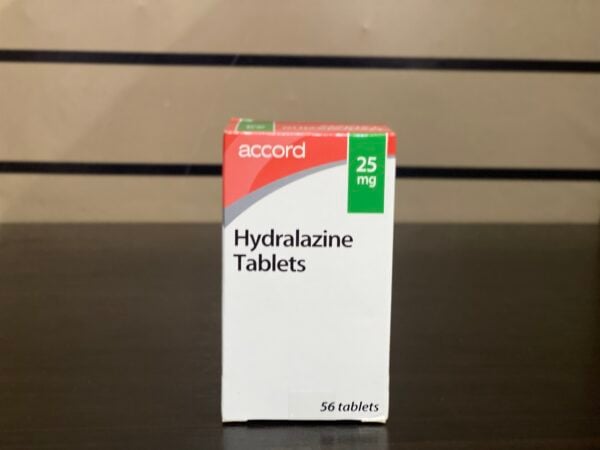 accord
25
mg
Hydralazine
Tablets
56 tablets